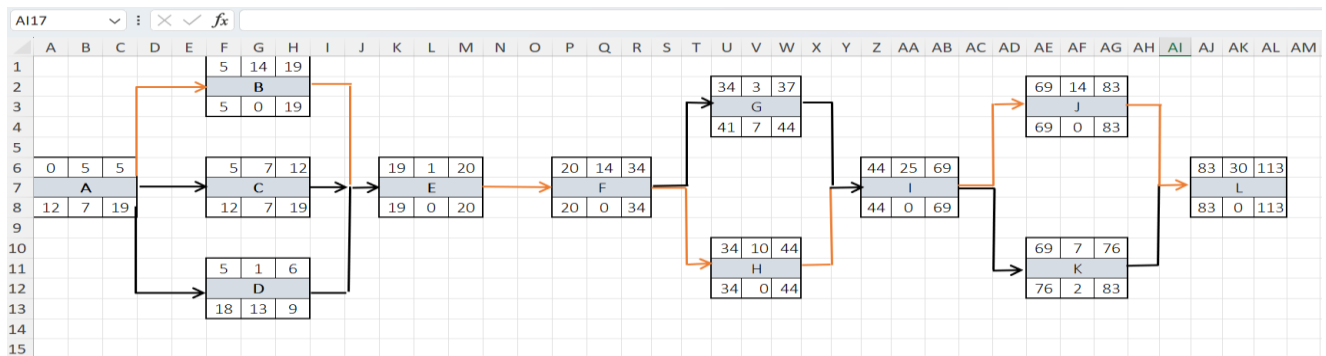 AI17 fx
A B C D E F G H I J K L M N O P Q R S T U V W X Y Z AA AB AC AD AE AF AG AH AI AJ AK AL AM
1 5 14 19
2 B 34 3 37 69 14 83
3 5 0 19 G J
4 41 7 44 69 0 83
5
6 0 5 5 5 7 12 19 1 20 20 14 34 44 25 69 83 30 113
7 A C E F I L
8 12 7 19 12 7 19 19 0 20 20 0 34 44 0 69 83 0 113
9
10 34 10 44 69 7 76
11 5 1 6 H K
12 D 34 0 44 76 2 83
13 18 13 9
14
15